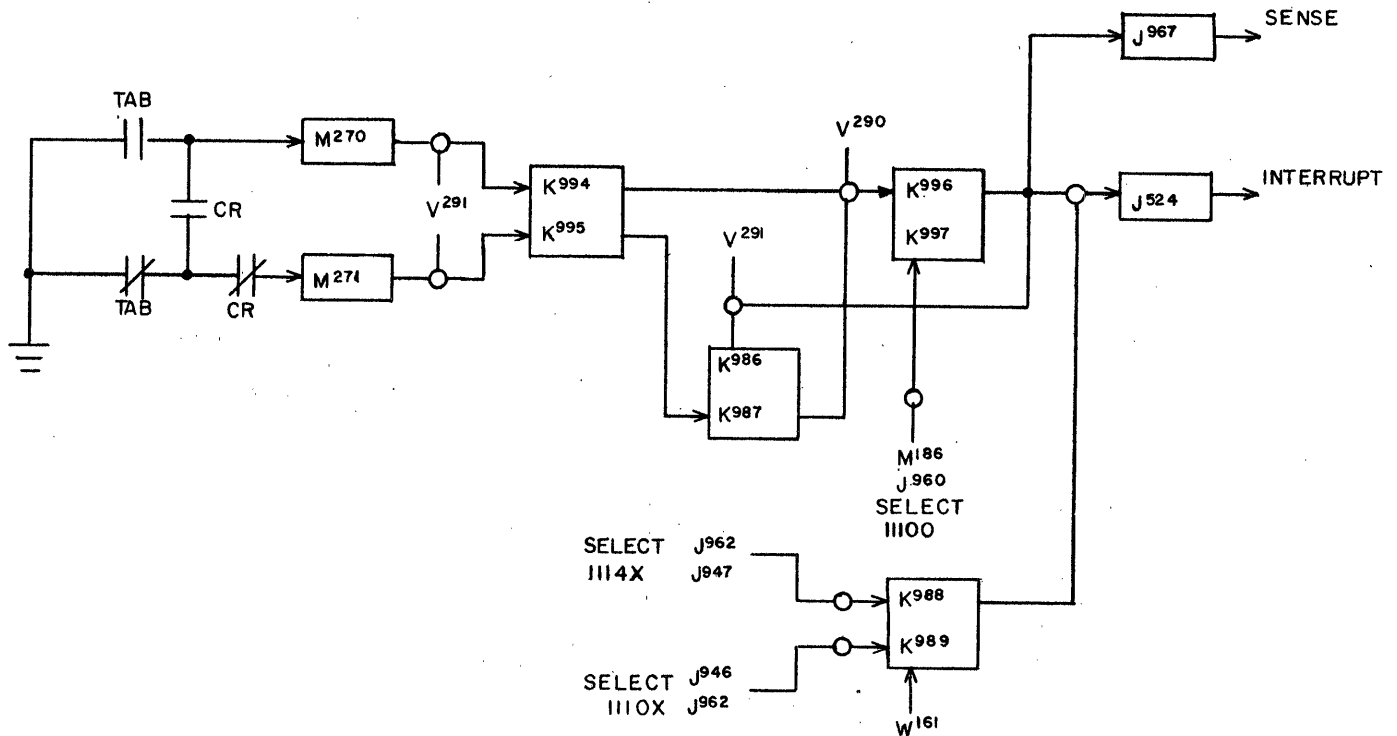 SENSE
J967
TAB
M270
V290
V291
K994
K995
K996
K997
J524
INTERRUPT
CR
V291
M271
TAB
CR
K986
K987
M186
J960
SELECT
11100
SELECT J962
1114X J947
K988
K989
SELECT J946
1110X J962
W161